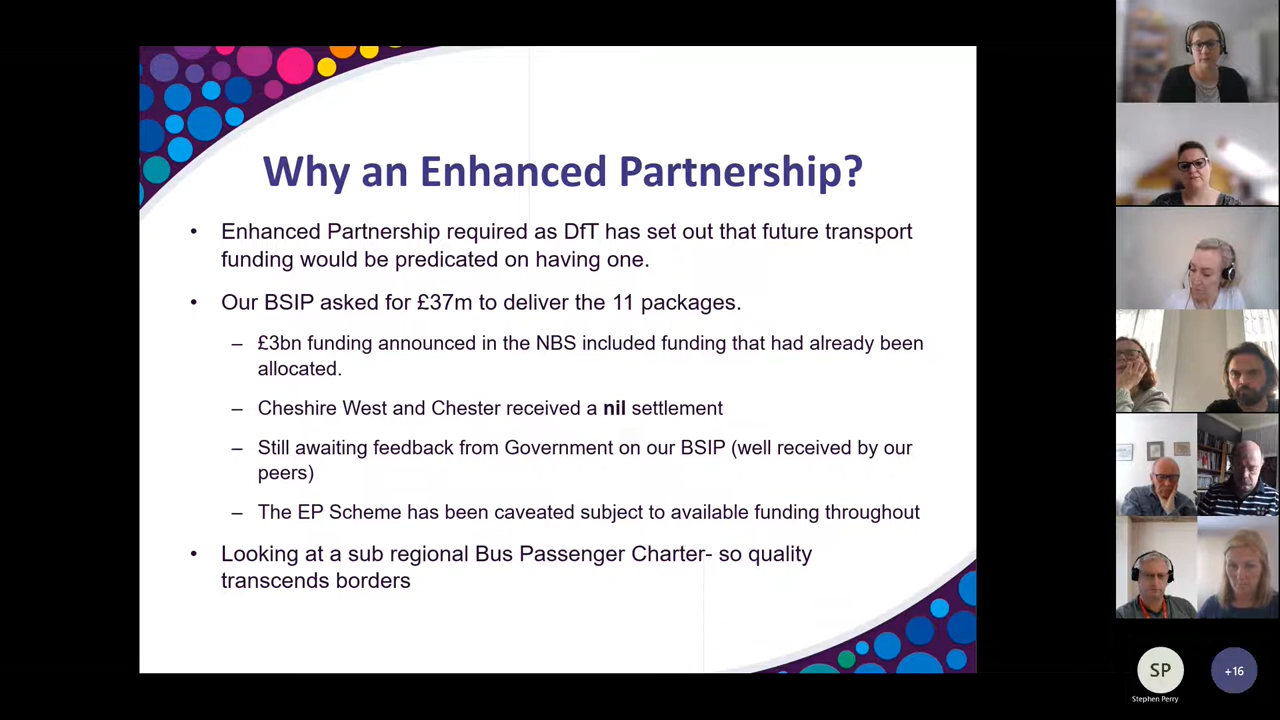 Why an Enhanced Partnership?
• Enhanced Partnership required as DfT has set out that future transport
funding would be predicated on having one.
• Our BSIP asked for £37m to deliver the 11 packages.
– £3bn funding announced in the NBS included funding that had already been
allocated.
– Cheshire West and Chester received a nil settlement
– Still awaiting feedback from Government on our BSIP (well received by our
peers)
– The EP Scheme has been caveated subject to available funding throughout
• Looking at a sub regional Bus Passenger Charter- so quality
transcends borders
SP
Stephen Perry
+16